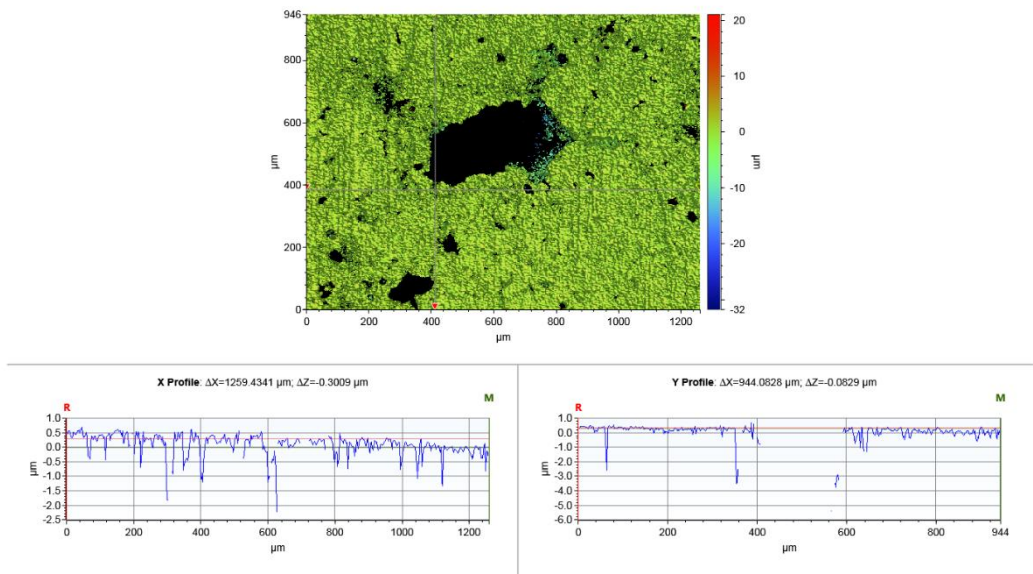 946
800
600
400
200
0
µm
0 200 400 600 800 1000 1200
µm
20
10
0
-10
-20
-32
µm
X Profile: ΔX=1259.4341 µm; ΔZ=-0.3009 µm
R
M
1.0
0.5
0.0
-0.5
-1.0
-1.5
-2.0
-2.5
µm
0 200 400 600 800 1000 1200
µm
Y Profile: ΔX=944.0828 µm; ΔZ=-0.0829 µm
R
M
1.0
0.0
-1.0
-2.0
-3.0
-4.0
-5.0
-6.0
µm
0 200 400 600 800 944
µm